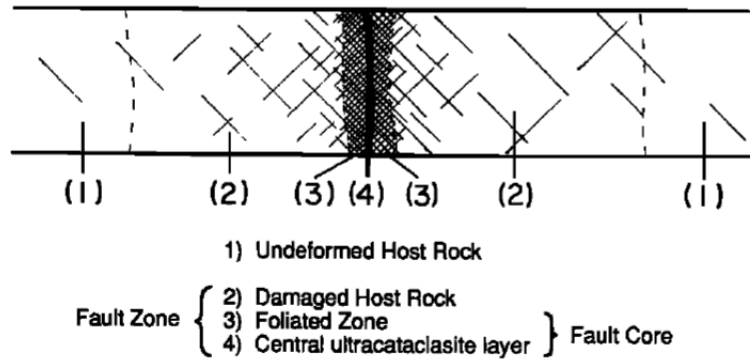 (1) (2) (3) (4) (3) (2) (1)
1) Undeformed Host Rock
2) Damaged Host Rock
Fault Zone { 3) Foliated Zone } Fault Core
4) Central ultracataclasite layer